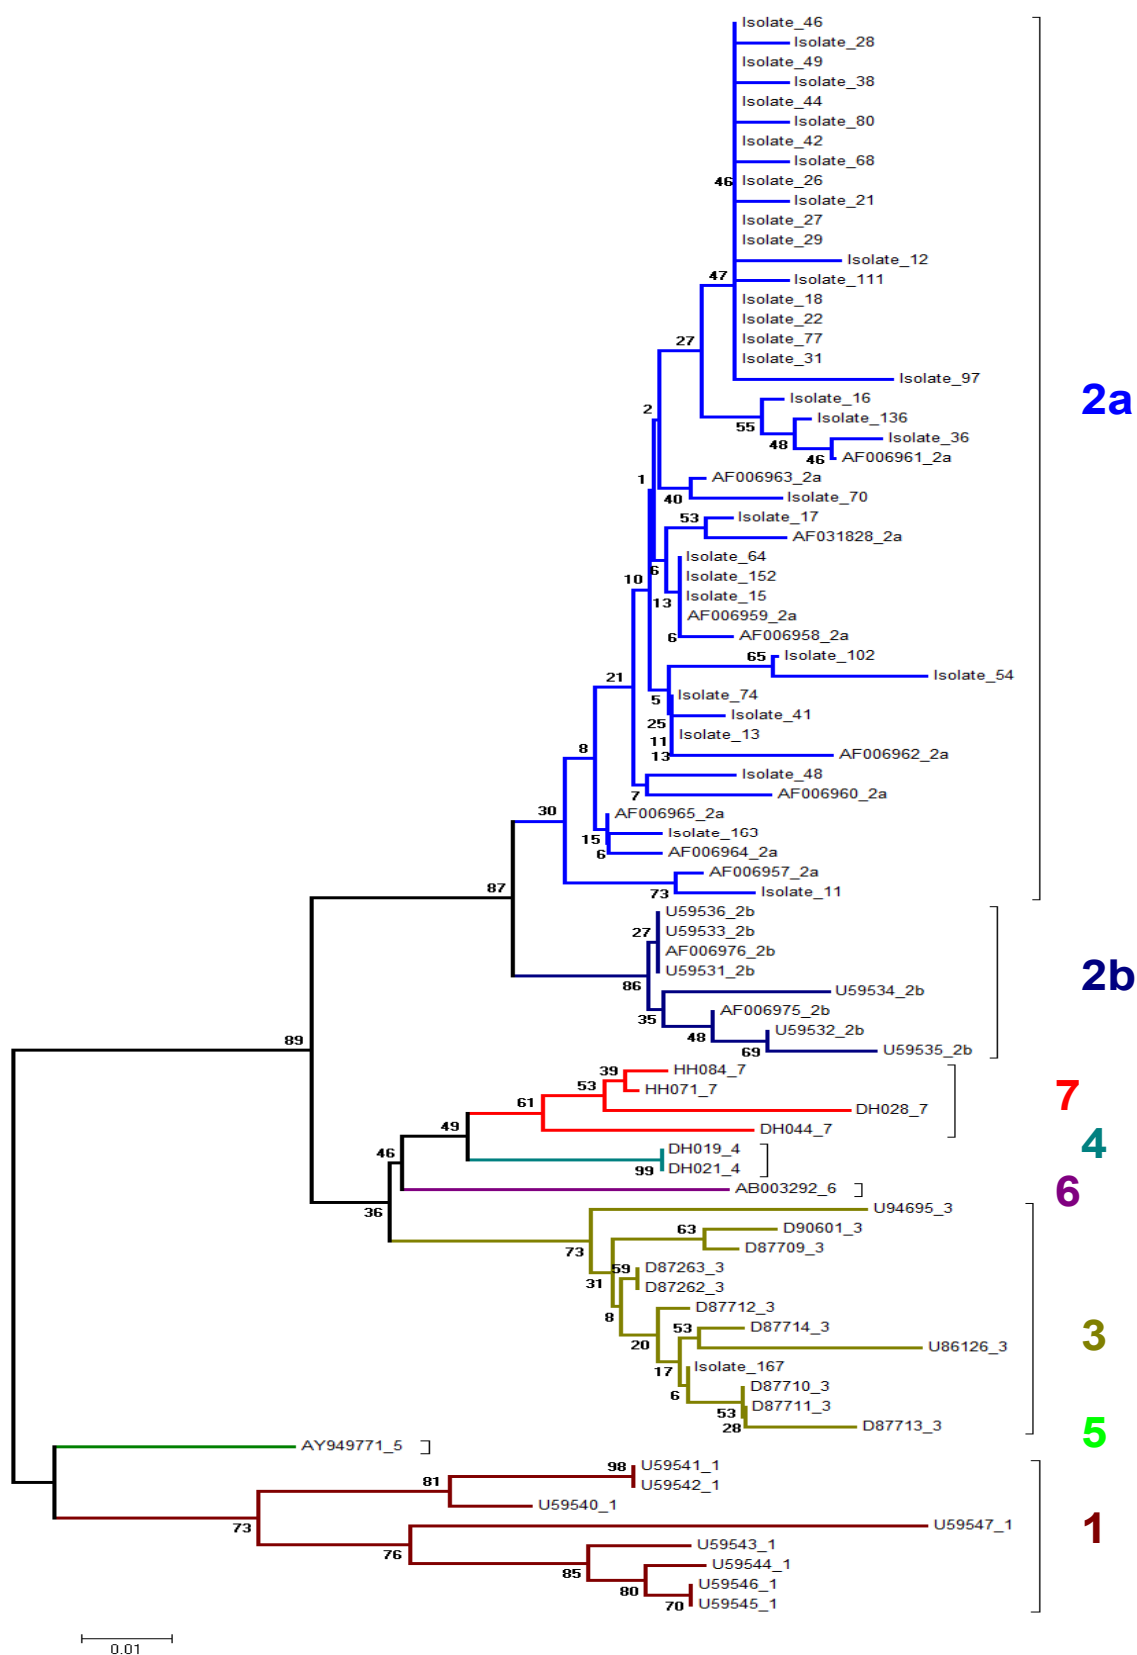 Isolate_46
Isolate_28
Isolate_49
Isolate_38
Isolate_44
Isolate_80
Isolate_42
Isolate_68
46 Isolate_26
Isolate_21
Isolate_27
Isolate_29
Isolate_12
47 Isolate_111
Isolate_18
Isolate_22
27 Isolate_77
Isolate_31
Isolate_97
2a
Isolate_16
2 Isolate_136
55
48 Isolate_36
46 AF006961_2a
1 AF006963_2a
40 Isolate_70
53 Isolate_17
AF031828_2a
Isolate_64
6
10 Isolate_152
13 Isolate_15
AF006959_2a
6 AF006958_2a
65 Isolate_102
21 Isolate_54
5 Isolate_74
25 Isolate_41
11 Isolate_13
8 13 AF006962_2a
Isolate_48
7 AF006960_2a
30 AF006965_2a
15 Isolate_163
6 AF006964_2a
AF006957_2a
87 73 Isolate_11
U59536_2b
27 U59533_2b
AF006976_2b
U59531_2b
2b
86 U59534_2b
35 AF006975_2b
48 U59532_2b
89 69 U59535_2b
39 HH084_7
53 HH071_7
7
61 DH028_7
49 DH044_7
4
46 DH019_4
99 DH021_4
AB003292_6
6
36 U94695_3
63 D90601_3
73 D87709_3
59 D87263_3
31 D87262_3
8 D87712_3
53 D87714_3
3
20 U86126_3
17 Isolate_167
6 D87710_3
53 D87711_3
28 D87713_3
5
AY949771_5
98 U59541_1
81 U59542_1
U59540_1
73 U59547_1
1
76 U59543_1
85 U59544_1
80 U59546_1
70 U59545_1
0.01